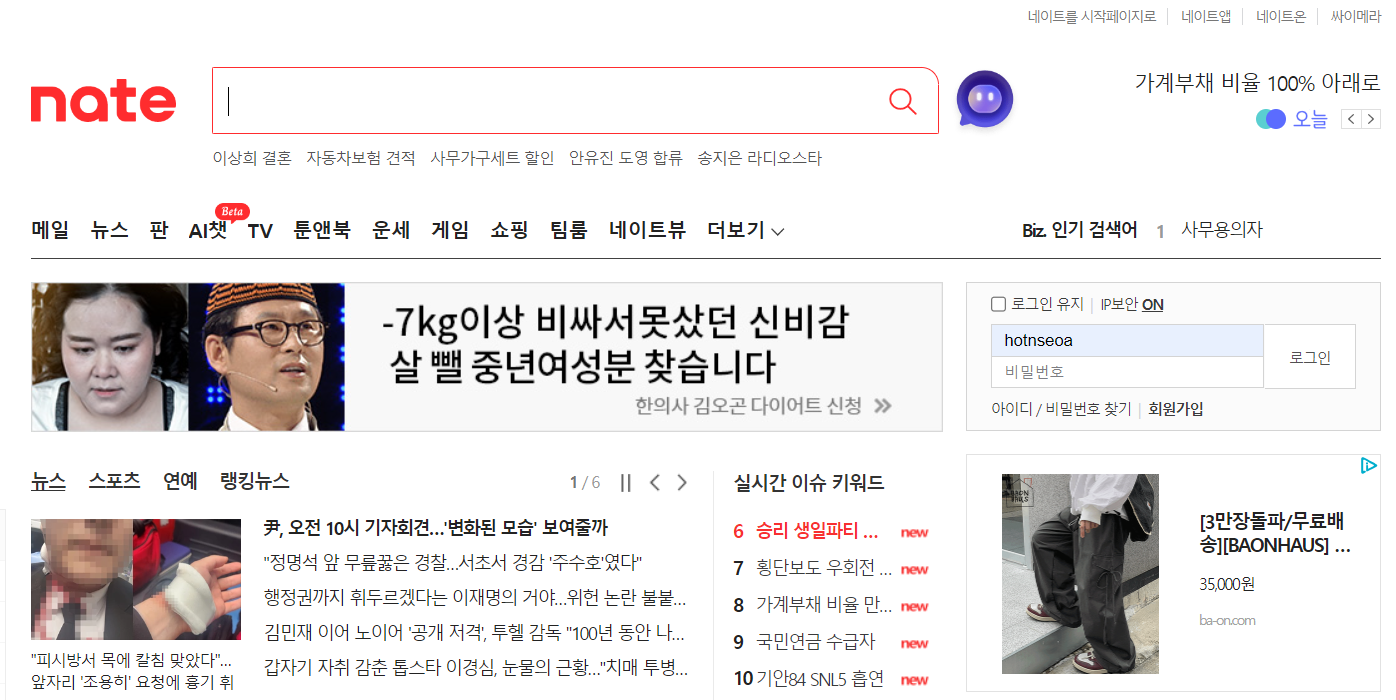 네이트를 시작페이지로 네이트앱 네이트온 싸이메라
nate
가계부채 비율 100% 아래로
오늘
이상희 결혼 자동차보험 견적 사무가구세트 할인 안유진 도영 합류 송지은 라디오스타
메일 뉴스 판 AI챗 Beta TV 툰앤북 운세 게임 쇼핑 팀룸 네이트뷰 더보기
Biz. 인기 검색어 1 사무용의자
-7kg이상 비싸서못샀던 신비감
살 뺄 중년여성분 찾습니다
한의사 김오곤 다이어트 신청
로그인 유지 | IP보안 ON
hotnseoa
비밀번호
로그인
아이디 / 비밀번호 찾기 | 회원가입
뉴스 스포츠 연예 랭킹뉴스
1 / 6
"피시방서 목에 칼침 맞았다"...
앞자리 '조용히' 요청에 흉기 휘
尹, 오전 10시 기자회견…'변화된 모습' 보여줄까
"정명석 앞 무릎꿇은 경찰…서초서 경감 '주수호'였다"
행정권까지 휘두르겠다는 이재명의 거야…위헌 논란 불붙...
김민재 이어 노이어 '공개 저격', 투헬 감독 "100년 동안 나...
갑자기 자취 감춘 톱스타 이경심, 눈물의 근황…"치매 투병...
실시간 이슈 키워드
6 승리 생일파티 ... new
7 횡단보도 우회전 ... new
8 가계부채 비율 만... new
9 국민연금 수급자 new
10 기안84 SNL5 흡연 new
[3만장돌파/무료배
송][BAONHAUS] ...
35,000원
ba-on.com